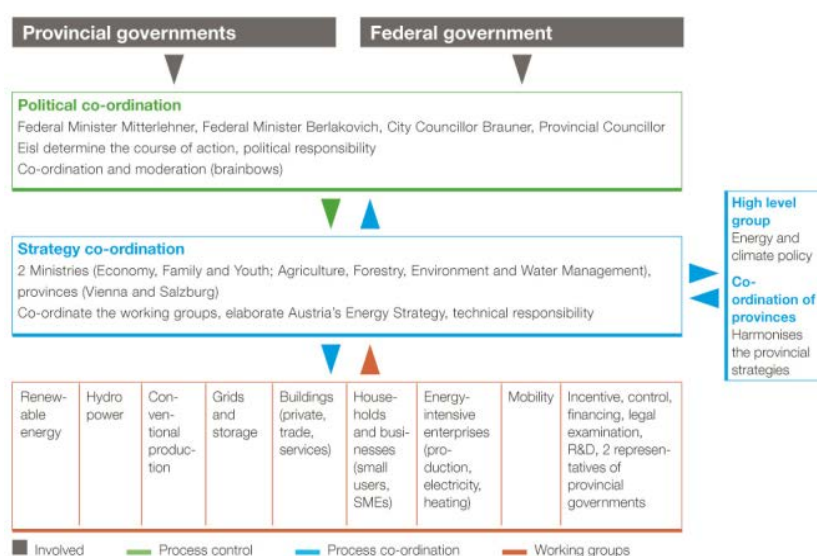 Provincial governments
Federal government
Political co-ordination
Federal Minister Mitterlehner, Federal Minister Berlakovich, City Councillor Brauner, Provincial Councillor
Eisl determine the course of action, political responsibility
Co-ordination and moderation (brainbows)
Strategy co-ordination
2 Ministries (Economy, Family and Youth; Agriculture, Forestry, Environment and Water Management),
provinces (Vienna and Salzburg)
Co-ordinate the working groups, elaborate Austria's Energy Strategy, technical responsibility
High level
group
Energy and
climate policy
Co-
ordination of
provinces
Harmonises
the provincial
strategies
Renew-
able
energy
Hydro
power
Con-
ven-
tional
produc-
tion
Grids
and
storage
Buildings
(private,
trade,
services)
House-
holds
and busi-
nesses
(small
users,
SMEs)
Energy-
intensive
enterprises
(pro-
duction,
electricity,
heating)
Mobility
Incentive, control,
financing, legal
examination,
R&D, 2 represen-
tatives of
provincial
governments
Involved
Process control
Process co-ordination
Working groups